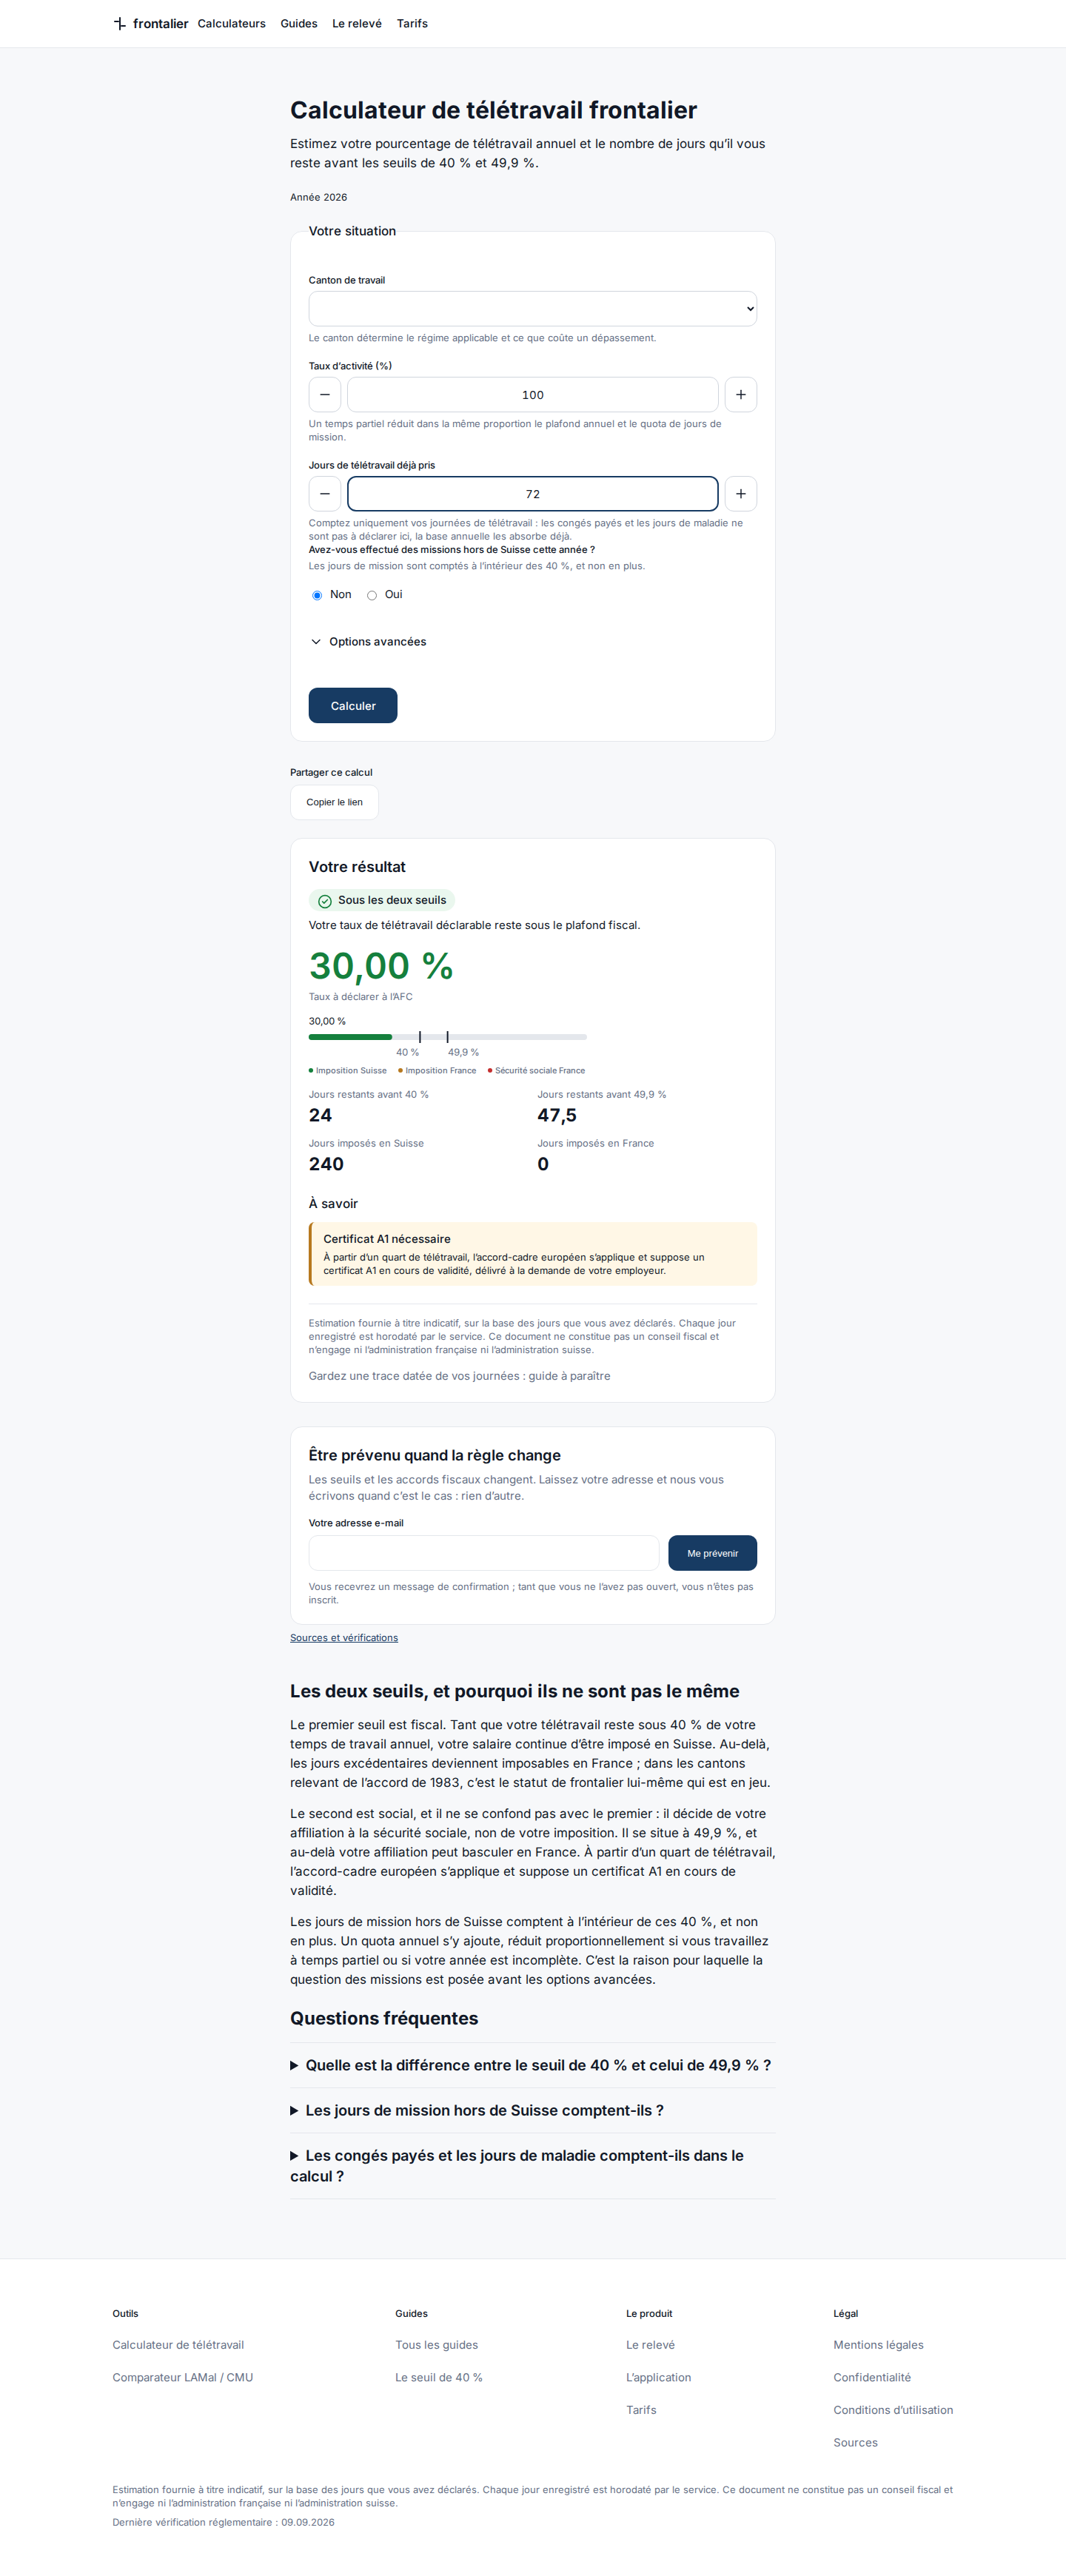 frontalier Calculateurs Guides Le relevé Tarifs
Calculateur de télétravail frontalier
Estimez votre pourcentage de télétravail annuel et le nombre de jours qu’il vous
reste avant les seuils de 40 % et 49,9 %.
Année 2026
Votre situation
Canton de travail
Le canton détermine le régime applicable et ce que coûte un dépassement.
Taux d’activité (%)
− 100 +
Un temps partiel réduit dans la même proportion le plafond annuel et le quota de jours de
mission.
Jours de télétravail déjà pris
− 72 +
Comptez uniquement vos journées de télétravail : les congés payés et les jours de maladie ne
sont pas à déclarer ici, la base annuelle les absorbe déjà.
Avez-vous effectué des missions hors de Suisse cette année ?
Les jours de mission sont comptés à l’intérieur des 40 %, et non en plus.
Non Oui
Options avancées
Calculer
Partager ce calcul
Copier le lien
Votre résultat
Sous les deux seuils
Votre taux de télétravail déclarable reste sous le plafond fiscal.
30,00 %
Taux à déclarer à l’AFC
30,00 %
40 % 49,9 %
Imposition Suisse Imposition France Sécurité sociale France
Jours restants avant 40 % Jours restants avant 49,9 %
24 47,5
Jours imposés en Suisse Jours imposés en France
240 0
À savoir
Certificat A1 nécessaire
À partir d’un quart de télétravail, l’accord-cadre européen s’applique et suppose un
certificat A1 en cours de validité, délivré à la demande de votre employeur.
Estimation fournie à titre indicatif, sur la base des jours que vous avez déclarés. Chaque jour
enregistré est horodaté par le service. Ce document ne constitue pas un conseil fiscal et
n’engage ni l’administration française ni l’administration suisse.
Gardez une trace datée de vos journées : guide à paraître
Être prévenu quand la règle change
Les seuils et les accords fiscaux changent. Laissez votre adresse et nous vous
écrivons quand c’est le cas : rien d’autre.
Votre adresse e-mail
Me prévenir
Vous recevrez un message de confirmation ; tant que vous ne l’avez pas ouvert, vous n’êtes pas
inscrit.
Sources et vérifications
Les deux seuils, et pourquoi ils ne sont pas le même
Le premier seuil est fiscal. Tant que votre télétravail reste sous 40 % de votre
temps de travail annuel, votre salaire continue d’être imposé en Suisse. Au-delà,
les jours excédentaires deviennent imposables en France ; dans les cantons
relevant de l’accord de 1983, c’est le statut de frontalier lui-même qui est en jeu.
Le second est social, et il ne se confond pas avec le premier : il décide de votre
affiliation à la sécurité sociale, non de votre imposition. Il se situe à 49,9 %, et
au-delà votre affiliation peut basculer en France. À partir d’un quart de télétravail,
l’accord-cadre européen s’applique et suppose un certificat A1 en cours de
validité.
Les jours de mission hors de Suisse comptent à l’intérieur de ces 40 %, et non
en plus. Un quota annuel s’y ajoute, réduit proportionnellement si vous travaillez
à temps partiel ou si votre année est incomplète. C’est la raison pour laquelle la
question des missions est posée avant les options avancées.
Questions fréquentes
Quelle est la différence entre le seuil de 40 % et celui de 49,9 % ?
Les jours de mission hors de Suisse comptent-ils ?
Les congés payés et les jours de maladie comptent-ils dans le
calcul ?
Outils Guides Le produit Légal
Calculateur de télétravail Tous les guides Le relevé Mentions légales
Comparateur LAMal / CMU Le seuil de 40 % L’application Confidentialité
Tarifs Conditions d’utilisation
Sources
Estimation fournie à titre indicatif, sur la base des jours que vous avez déclarés. Chaque jour enregistré est horodaté par le service. Ce document ne constitue pas un conseil fiscal et
n’engage ni l’administration française ni l’administration suisse.
Dernière vérification réglementaire : 09.09.2026